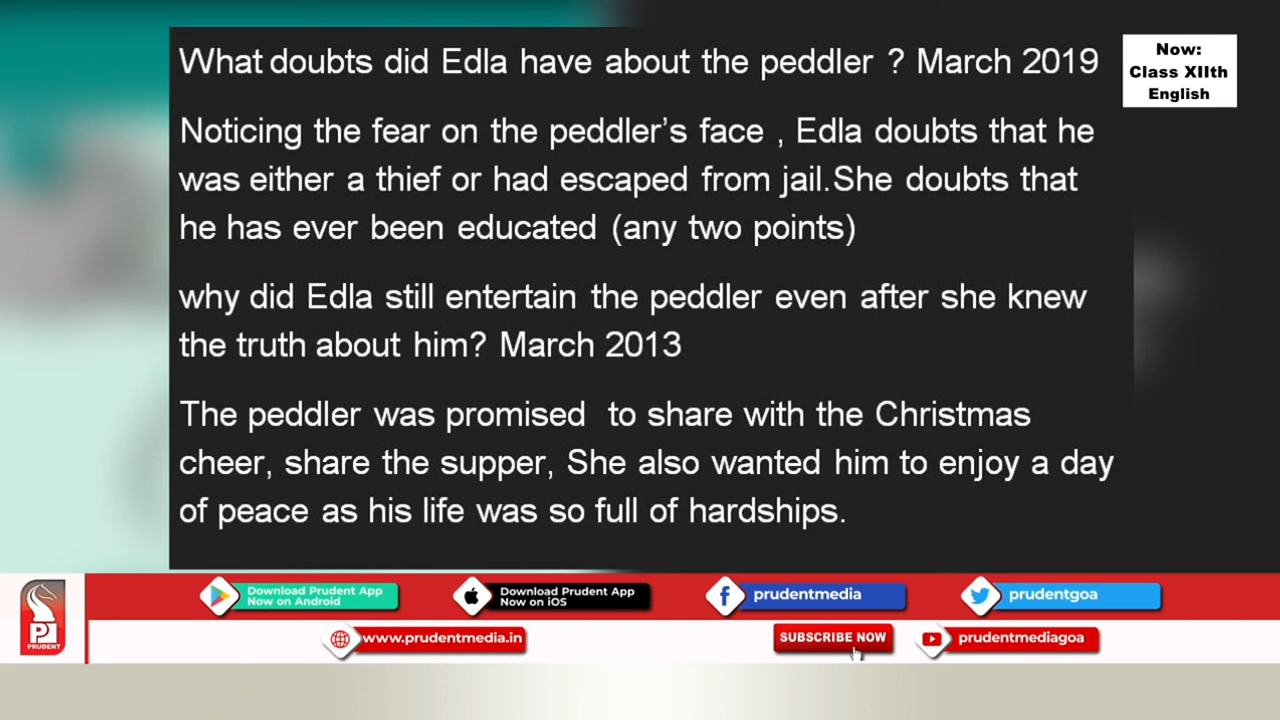 What doubts did Edla have about the peddler ? March 2019
Noticing the fear on the peddler’s face , Edla doubts that he
was either a thief or had escaped from jail.She doubts that
he has ever been educated (any two points)
why did Edla still entertain the peddler even after she knew
the truth about him? March 2013
The peddler was promised  to share with the Christmas
cheer, share the supper, She also wanted him to enjoy a day
of peace as his life was so full of hardships.
Now:
Class XIIth
English
PRUDENT
Download Prudent App
Now on Android
Download Prudent App
Now on iOS
prudentmedia
prudentgoa
www.prudentmedia.in
SUBSCRIBE NOW
prudentmediagoa